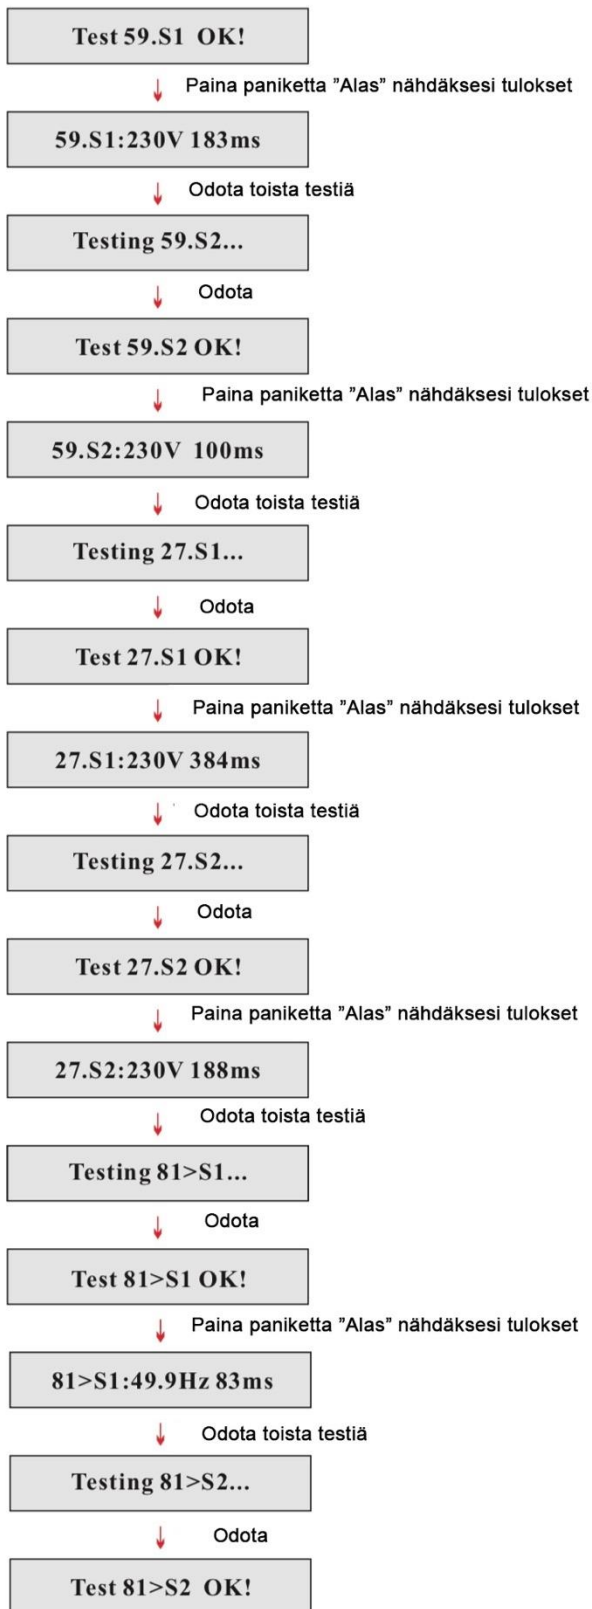 Test 59.S1 OK!
Paina paniketta ”Alas” nähdäksesi tulokset
59.S1:230V 183ms
Odota toista testiä
Testing 59.S2...
Odota
Test 59.S2 OK!
Paina paniketta ”Alas” nähdäksesi tulokset
59.S2:230V 100ms
Odota toista testiä
Testing 27.S1...
Odota
Test 27.S1 OK!
Paina paniketta ”Alas” nähdäksesi tulokset
27.S1:230V 384ms
Odota toista testiä
Testing 27.S2...
Odota
Test 27.S2 OK!
Paina paniketta ”Alas” nähdäksesi tulokset
27.S2:230V 188ms
Odota toista testiä
Testing 81>S1...
Odota
Test 81>S1 OK!
Paina paniketta ”Alas” nähdäksesi tulokset
81>S1:49.9Hz 83ms
Odota toista testiä
Testing 81>S2...
Odota
Test 81>S2 OK!